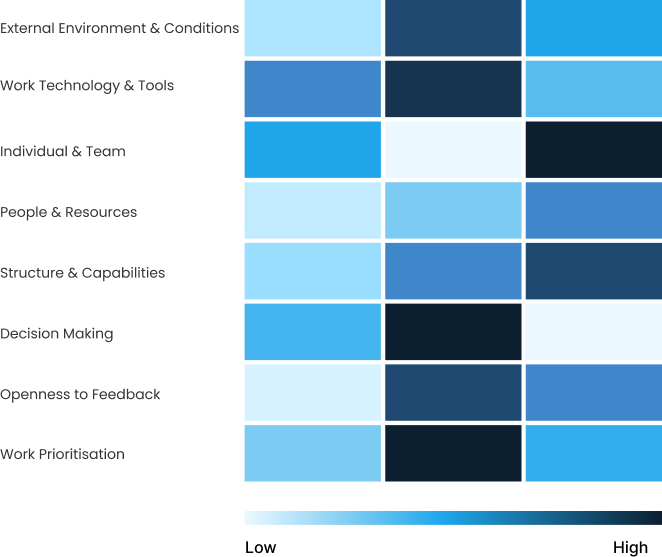 External Environment & Conditions
Work Technology & Tools
Individual & Team
People & Resources
Structure & Capabilities
Decision Making
Openness to Feedback
Work Prioritisation
Low High